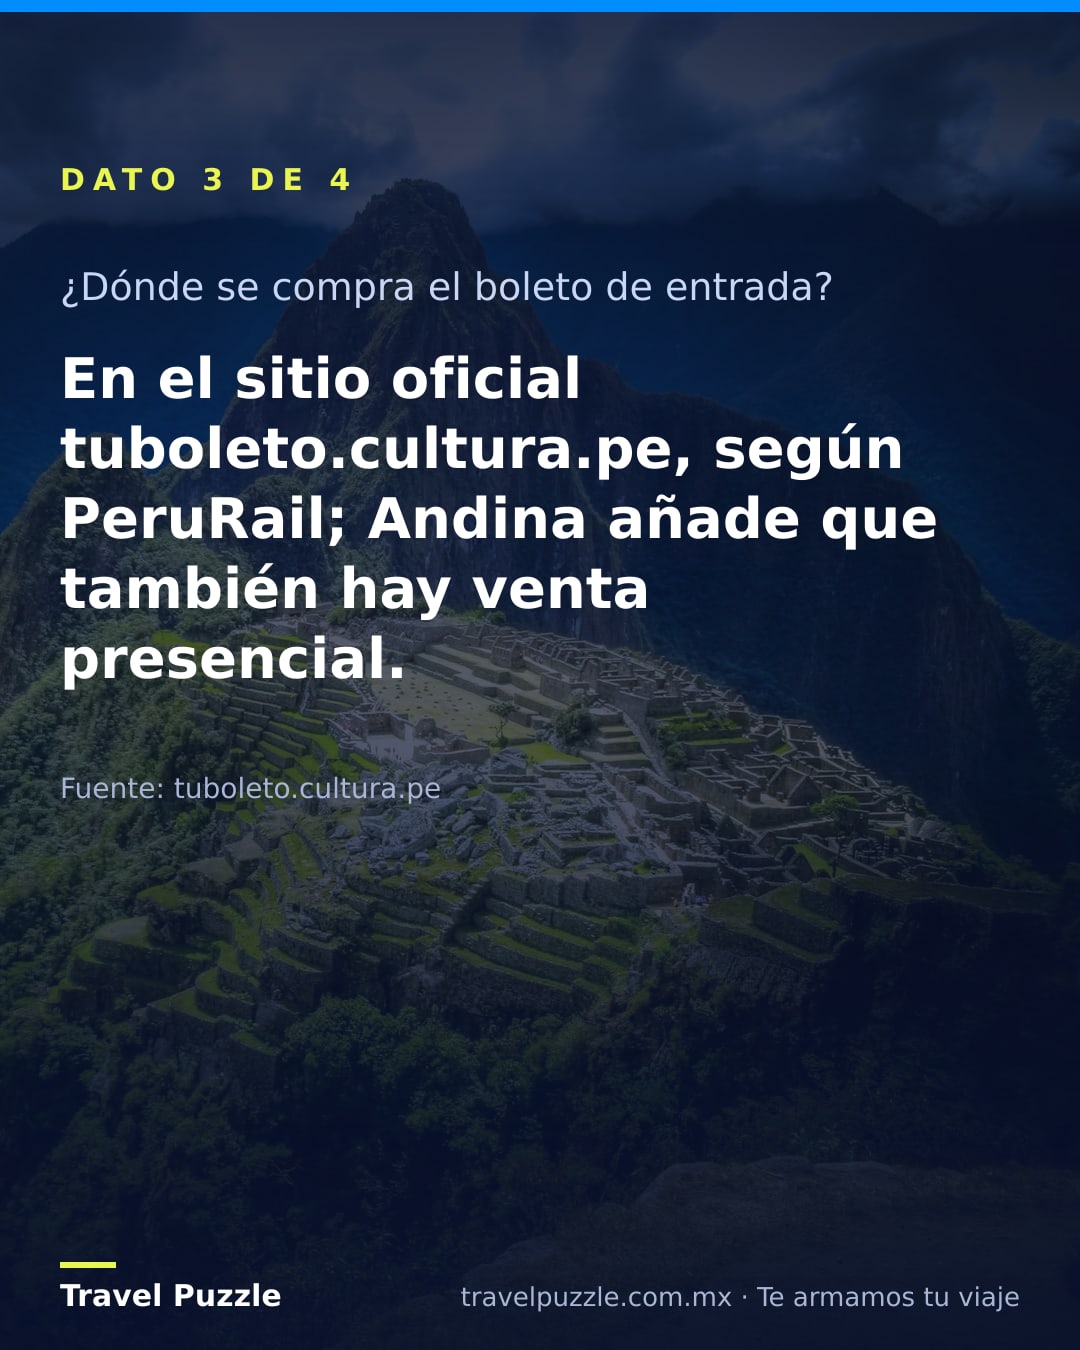 DATO 3 DE 4
¿Dónde se compra el boleto de entrada?
En el sitio oficial
tuboleto.cultura.pe, según
PeruRail; Andina añade que
también hay venta
presencial.
Fuente: tuboleto.cultura.pe
Travel Puzzle
travelpuzzle.com.mx · Te armamos tu viaje